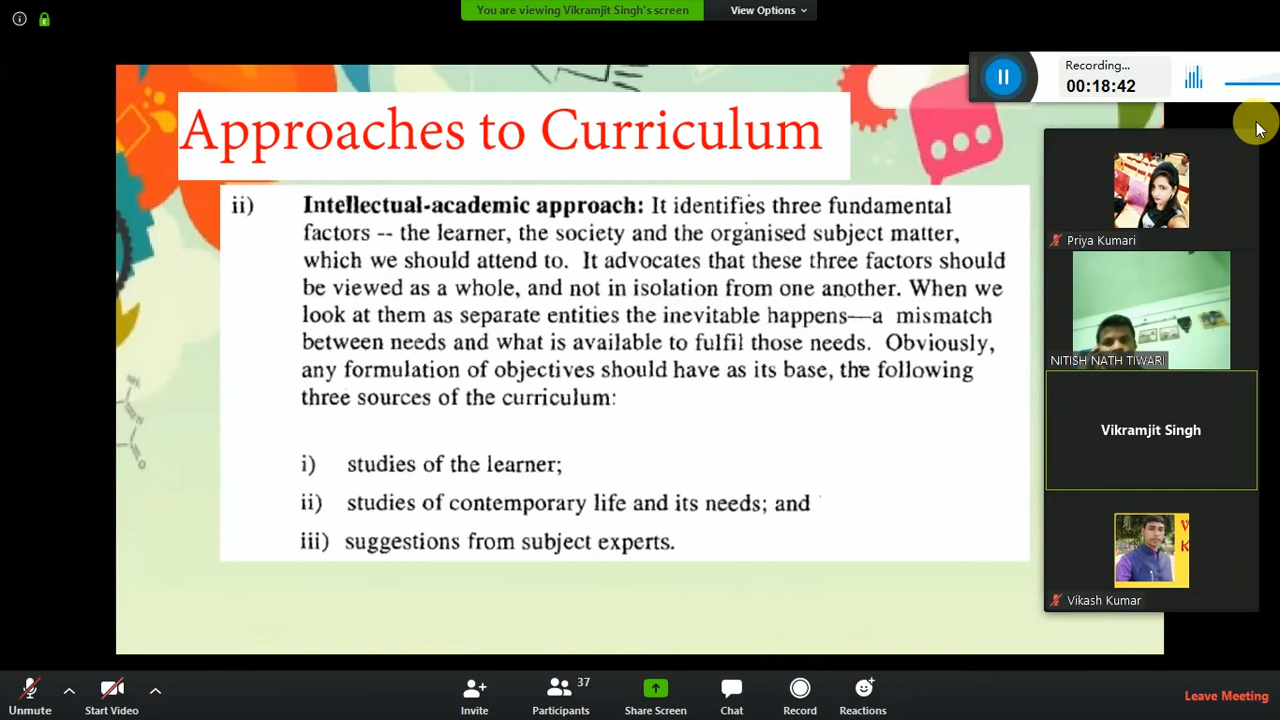 You are viewing Vikramjit Singh's screen
View Options
Recording...
00:18:42
Approaches to Curriculum
ii) Intellectual-academic approach: It identifies three fundamental
factors -- the learner, the society and the organised subject matter,
which we should attend to. It advocates that these three factors should
be viewed as a whole, and not in isolation from one another. When we
look at them as separate entities the inevitable happens—a mismatch
between needs and what is available to fulfil those needs. Obviously,
any formulation of objectives should have as its base, the following
three sources of the curriculum:
i) studies of the learner;
ii) studies of contemporary life and its needs; and
iii) suggestions from subject experts.
Priya Kumari
NITISH NATH TIWARI
Vikramjit Singh
V
K
Vikash Kumar
Unmute
Start Video
Invite
Participants
37
Share Screen
Chat
Record
Reactions
Leave Meeting